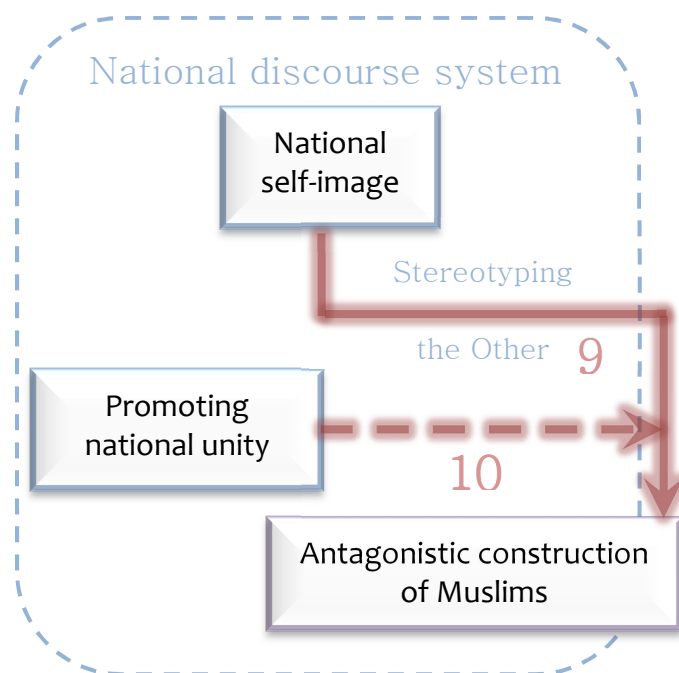 National discourse system
National
self-image
Stereotyping
the Other 9
Promoting
national unity
10
Antagonistic construction
of Muslims